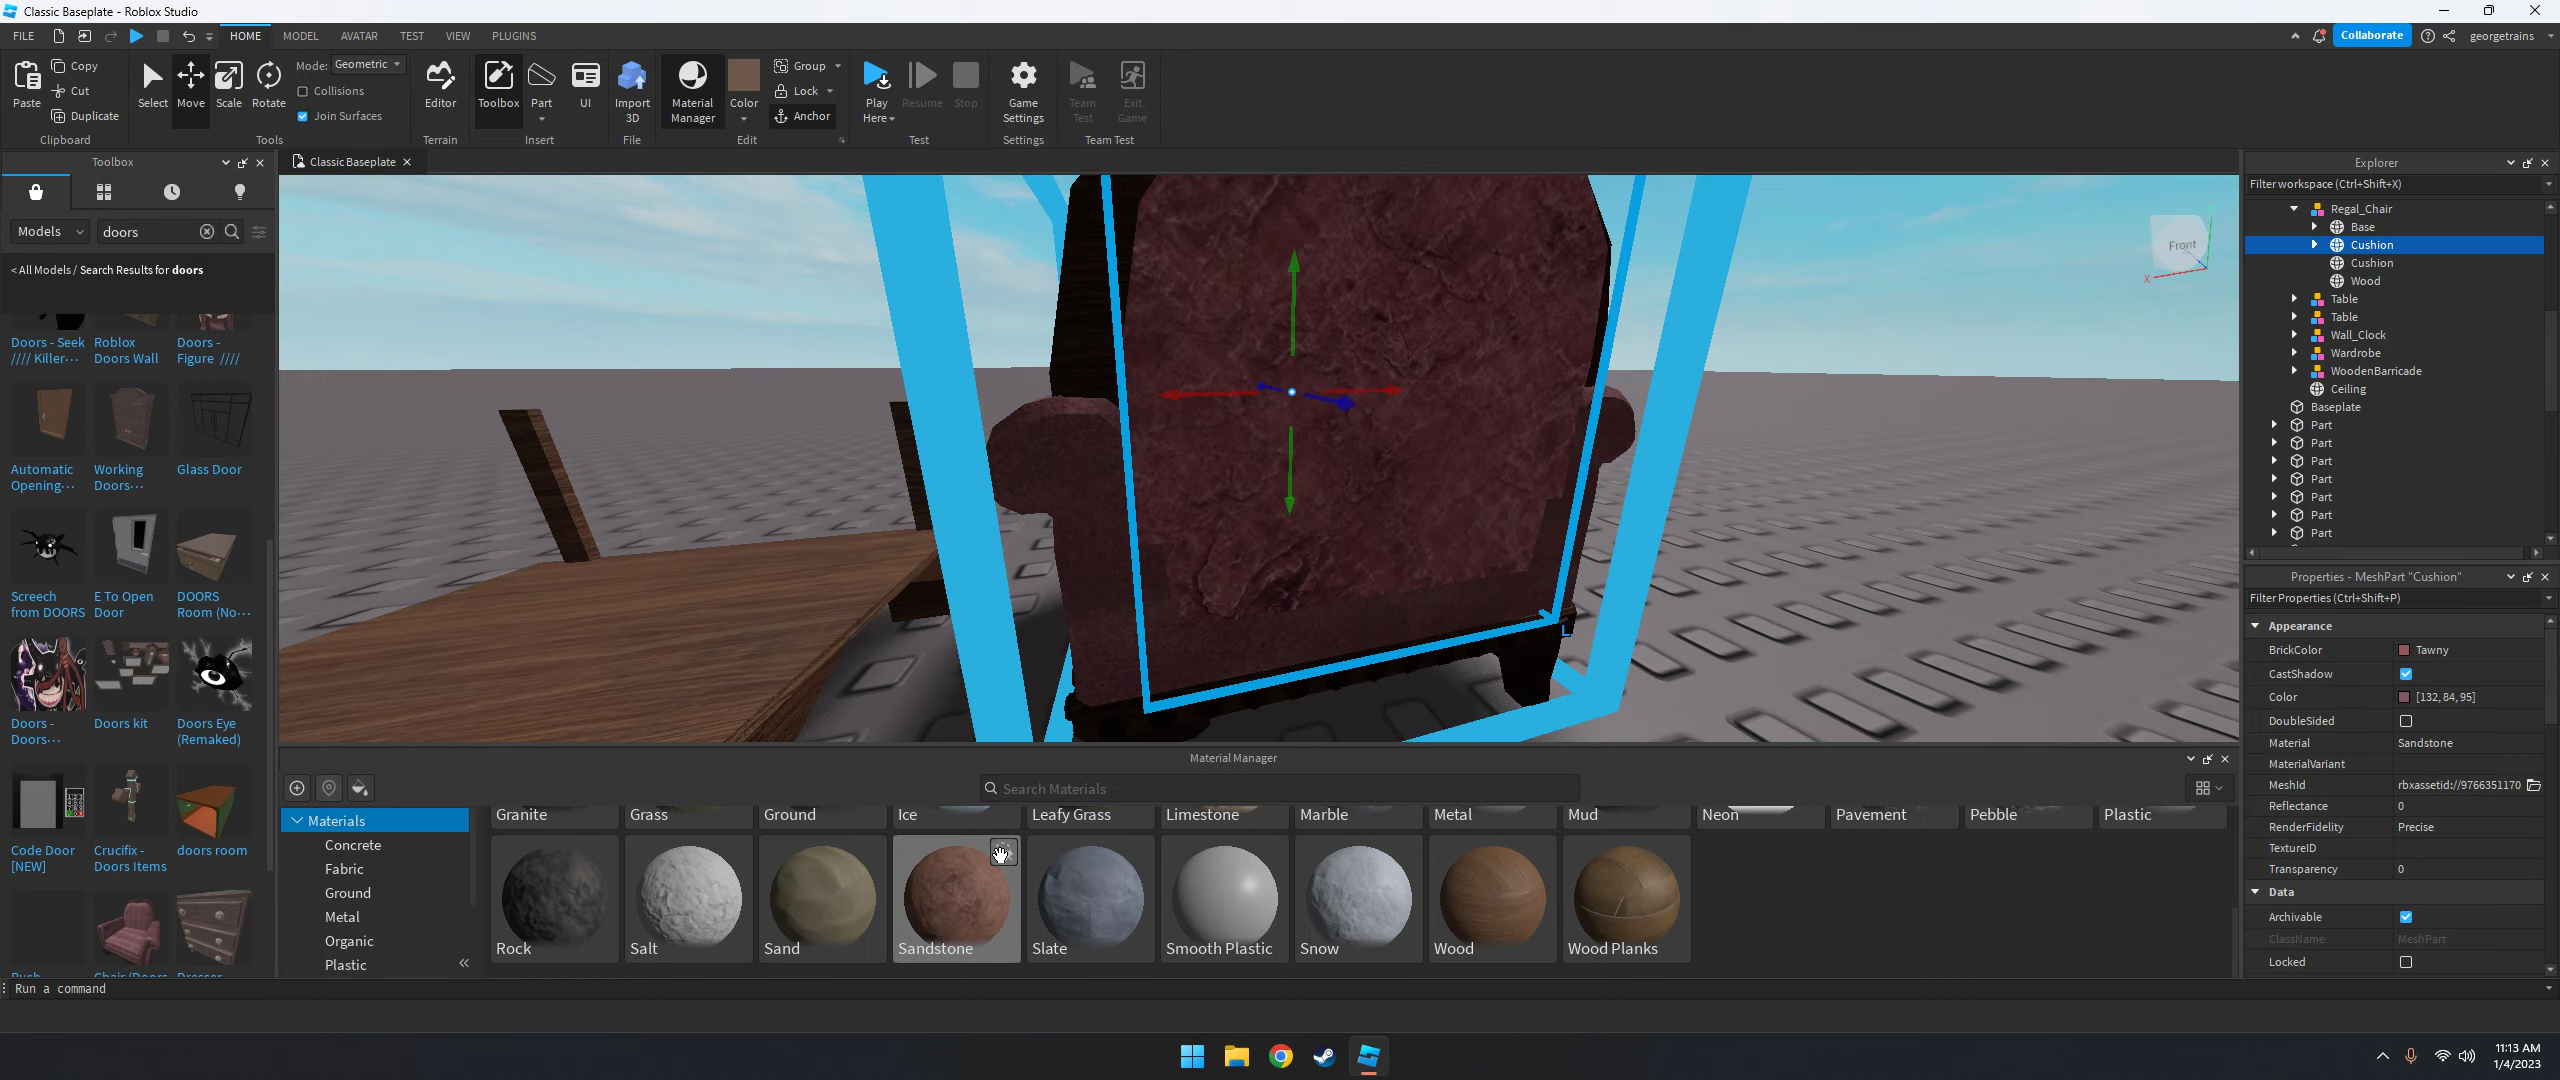 Classic Baseplate - Roblox Studio
FILE
HOME
MODEL
AVATAR
TEST
VIEW
PLUGINS
Collaborate
georgetrains
Paste
Copy
Cut
Duplicate
Select
Move
Scale
Rotate
Mode: Geometric
Collisions
Join Surfaces
Editor
Toolbox
Part
UI
Import
3D
Material
Manager
Color
Group
Lock
Anchor
Play
Here
Resume
Stop
Game
Settings
Team
Test
Exit
Game
Clipboard
Tools
Terrain
Insert
File
Edit
Test
Settings
Team Test
Toolbox
Models
doors
< All Models / Search Results for doors
Doors - Seek
//// Killer...
Roblox
Doors Wall
Doors -
Figure ////
Automatic
Opening...
Working
Doors...
Glass Door
Screech
from DOORS
E To Open
Door
DOORS
Room (No...
Doors -
Doors...
Doors kit
Doors Eye
(Remaked)
Code Door
[NEW]
Crucifix -
Doors Items
doors room
Classic Baseplate
Front
X
L
Material Manager
Search Materials
Materials
Concrete
Fabric
Ground
Metal
Organic
Plastic
Granite
Grass
Ground
Ice
Leafy Grass
Limestone
Marble
Metal
Mud
Neon
Pavement
Pebble
Plastic
Rock
Salt
Sand
Sandstone
Slate
Smooth Plastic
Snow
Wood
Wood Planks
Explorer
Filter workspace (Ctrl+Shift+X)
Regal_Chair
Base
Cushion
Cushion
Wood
Table
Table
Wall_Clock
Wardrobe
WoodenBarricade
Ceiling
Baseplate
Part
Part
Part
Part
Part
Part
Part
Properties - MeshPart "Cushion"
Filter Properties (Ctrl+Shift+P)
Appearance
BrickColor Tawny
CastShadow
Color [132, 84, 95]
DoubleSided
Material Sandstone
MaterialVariant
MeshId rbxassetid://9766351170
Reflectance 0
RenderFidelity Precise
TextureID
Transparency 0
Data
Archivable
ClassName MeshPart
Locked
Run a command
11:13 AM
1/4/2023